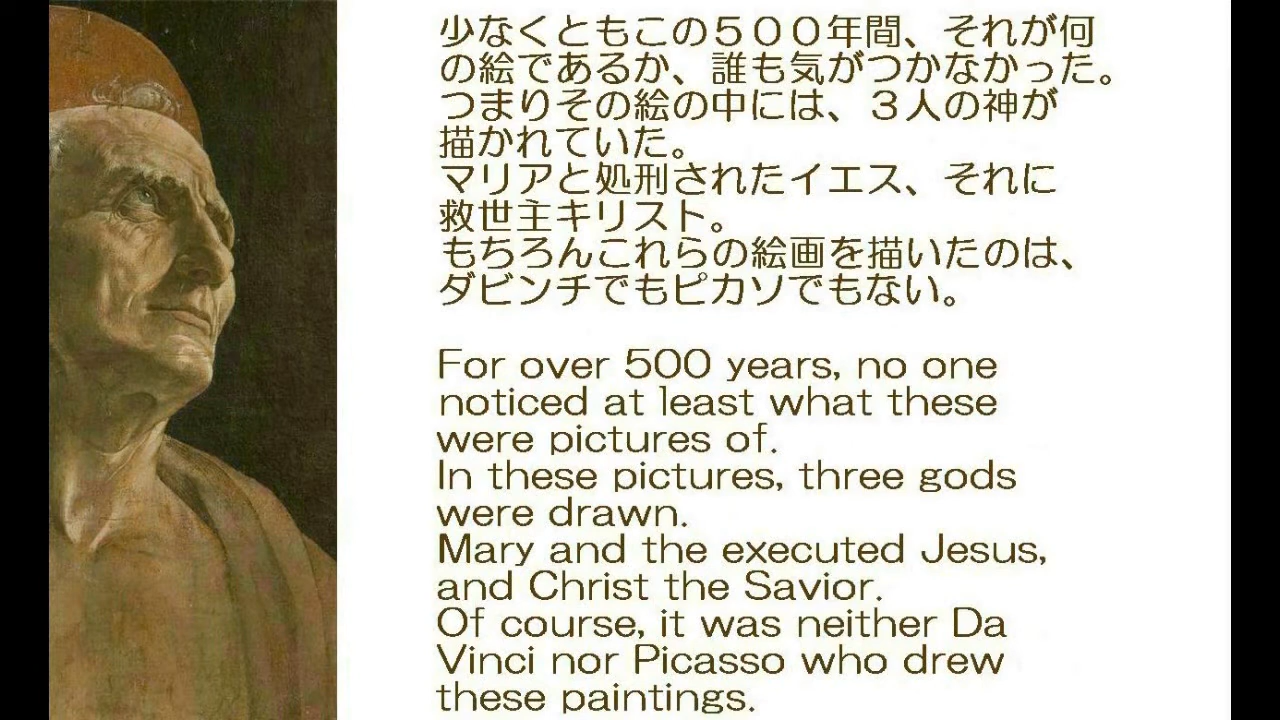 少なくともこの５００年間、それが何
の絵であるか、誰も気がつかなかった。
つまりその絵の中には、３人の神が
描かれていた。
マリアと処刑されたイエス、それに
救世主キリスト。
もちろんこれらの絵画を描いたのは、
ダビンチでもピカソでもない。
For over 500 years, no one
noticed at least what these
were pictures of.
In these pictures, three gods
were drawn.
Mary and the executed Jesus,
and Christ the Savior.
Of course, it was neither Da
Vinci nor Picasso who drew
these paintings.